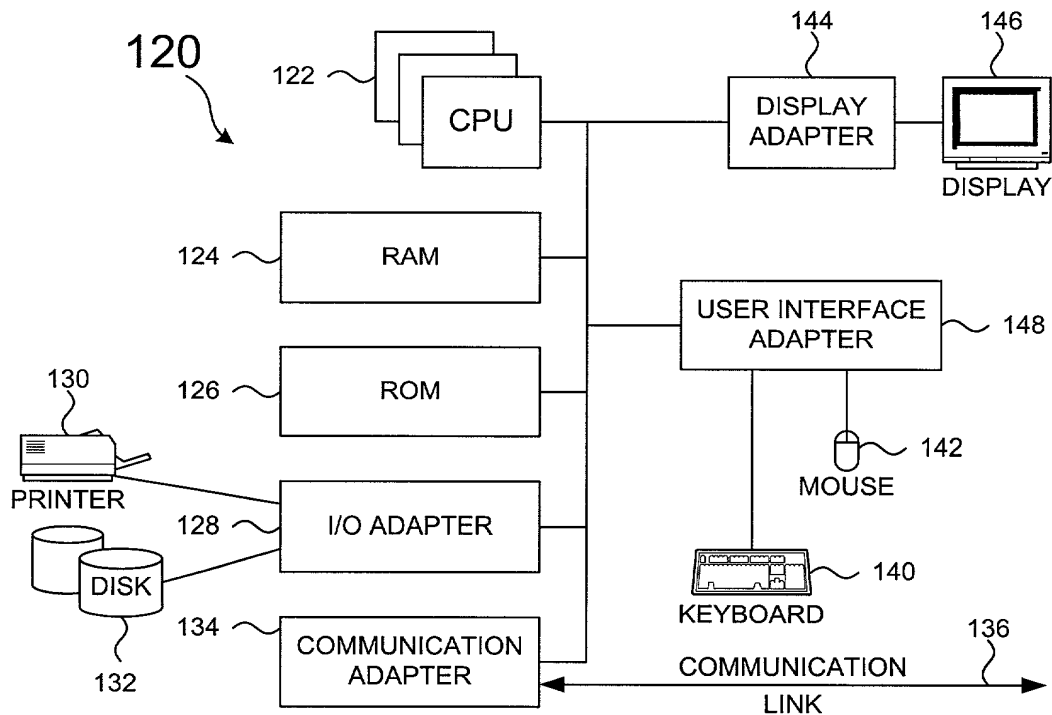 120
122
CPU
144
DISPLAY
ADAPTER
146
DISPLAY
124
RAM
USER INTERFACE
ADAPTER
148
126
ROM
130
PRINTER
142
MOUSE
128
I/O ADAPTER
DISK
132
140
KEYBOARD
134
COMMUNICATION
ADAPTER
COMMUNICATION
LINK
136